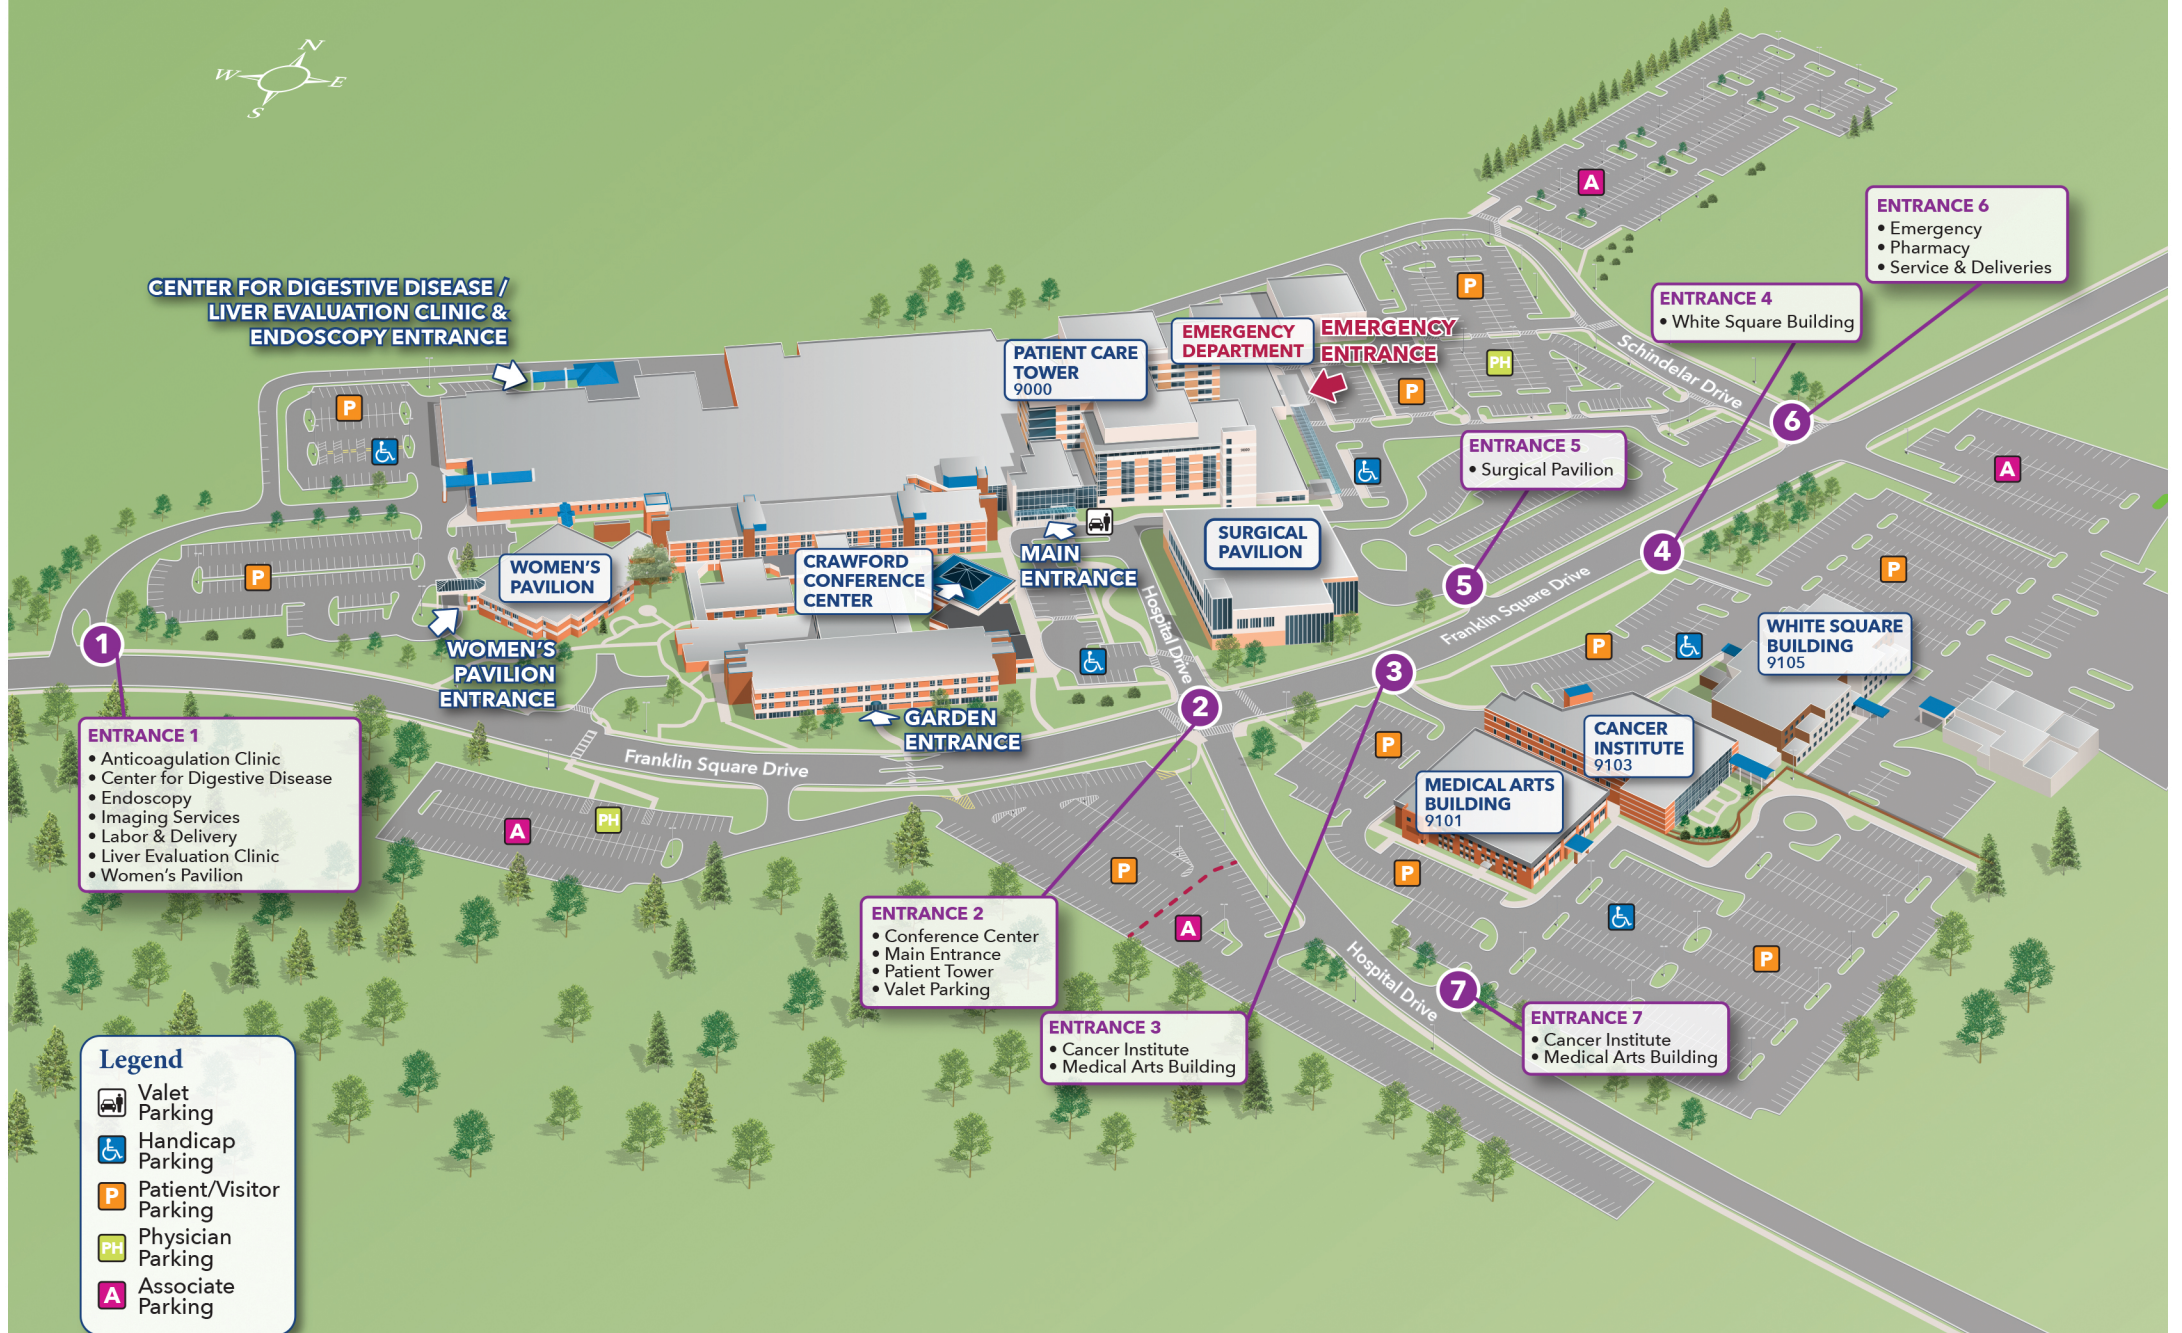 N
W
E
S
CENTER FOR DIGESTIVE DISEASE /
LIVER EVALUATION CLINIC &
ENDOSCOPY ENTRANCE
PATIENT CARE
TOWER
9000
EMERGENCY
DEPARTMENT
EMERGENCY
ENTRANCE
A
P
PH
P
P
Schindelar Drive
ENTRANCE 6
• Emergency
• Pharmacy
• Service & Deliveries
ENTRANCE 4
• White Square Building
6
ENTRANCE 5
• Surgical Pavilion
A
P
WOMEN'S
PAVILION
CRAWFORD
CONFERENCE
CENTER
MAIN
ENTRANCE
SURGICAL
PAVILION
Hospital Drive
5
4
Franklin Square Drive
P
P
WHITE SQUARE
BUILDING
9105
1
WOMEN'S
PAVILION
ENTRANCE
GARDEN
ENTRANCE
2
3
P
CANCER
INSTITUTE
9103
MEDICAL ARTS
BUILDING
9101
Franklin Square Drive
ENTRANCE 1
• Anticoagulation Clinic
• Center for Digestive Disease
• Endoscopy
• Imaging Services
• Labor & Delivery
• Liver Evaluation Clinic
• Women's Pavilion
A
PH
P
A
P
P
ENTRANCE 2
• Conference Center
• Main Entrance
• Patient Tower
• Valet Parking
ENTRANCE 3
• Cancer Institute
• Medical Arts Building
Hospital Drive
7
ENTRANCE 7
• Cancer Institute
• Medical Arts Building
Legend
Valet
Parking
Handicap
Parking
P
Patient/Visitor
Parking
PH
Physician
Parking
A
Associate
Parking